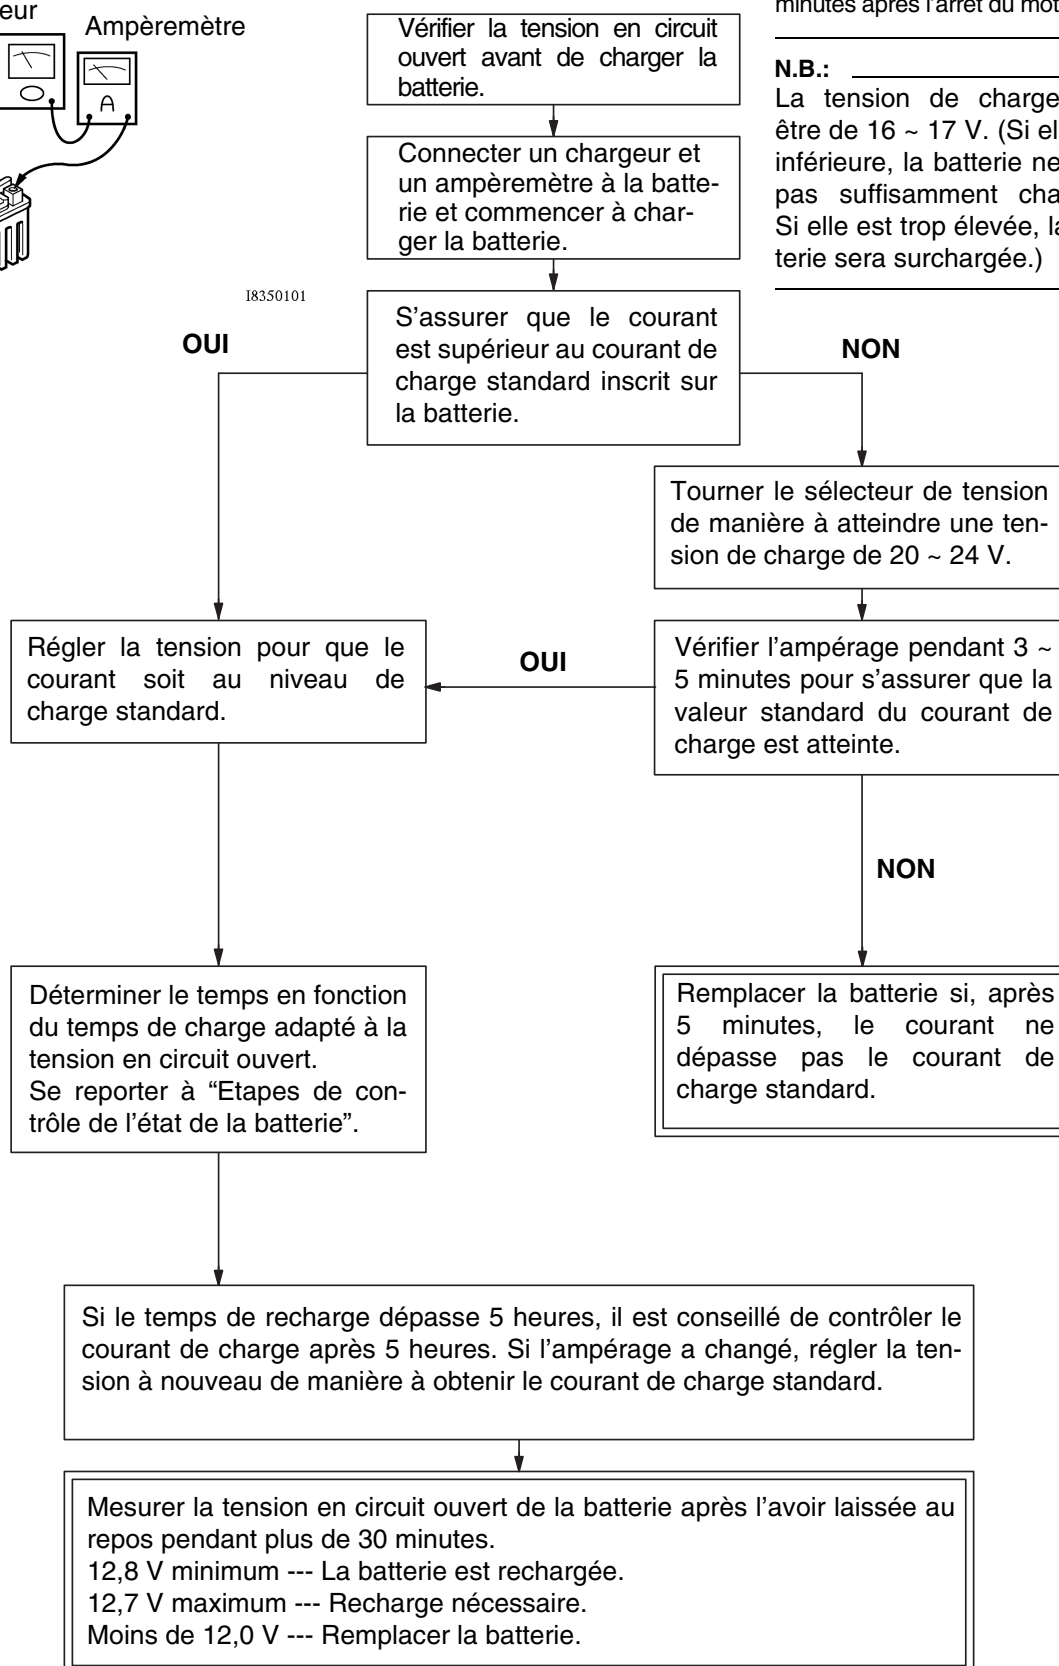 Ampèremètre
A
minutes après l'arrêt du
N.B.:
La tension de charge
être de 16 ~ 17 V. (Si
inférieure, la batterie ne
pas suffisamment
Si elle est trop élevée,
terie sera surchargée.)
Vérifier la tension en circuit
ouvert avant de charger la
batterie.
Connecter un chargeur et
un ampèremètre à la batte-
rie et commencer à char-
ger la batterie.
I8350101
S'assurer que le courant
est supérieur au courant de
charge standard inscrit sur
la batterie.
OUI
NON
Tourner le sélecteur de tension
de manière à atteindre une ten-
sion de charge de 20 ~ 24 V.
Régler la tension pour que le
courant soit au niveau de
charge standard.
OUI
Vérifier l'ampérage pendant 3 ~
5 minutes pour s'assurer que la
valeur standard du courant de
charge est atteinte.
NON
Déterminer le temps en fonction
du temps de charge adapté à la
tension en circuit ouvert.
Se reporter à “Etapes de con-
trôle de l'état de la batterie”.
Remplacer la batterie si, après
5 minutes, le courant ne
dépasse pas le courant de
charge standard.
Si le temps de recharge dépasse 5 heures, il est conseillé de contrôler le
courant de charge après 5 heures. Si l'ampérage a changé, régler la ten-
sion à nouveau de manière à obtenir le courant de charge standard.
Mesurer la tension en circuit ouvert de la batterie après l'avoir laissée au
repos pendant plus de 30 minutes.
12,8 V minimum --- La batterie est rechargée.
12,7 V maximum --- Recharge nécessaire.
Moins de 12,0 V --- Remplacer la batterie.